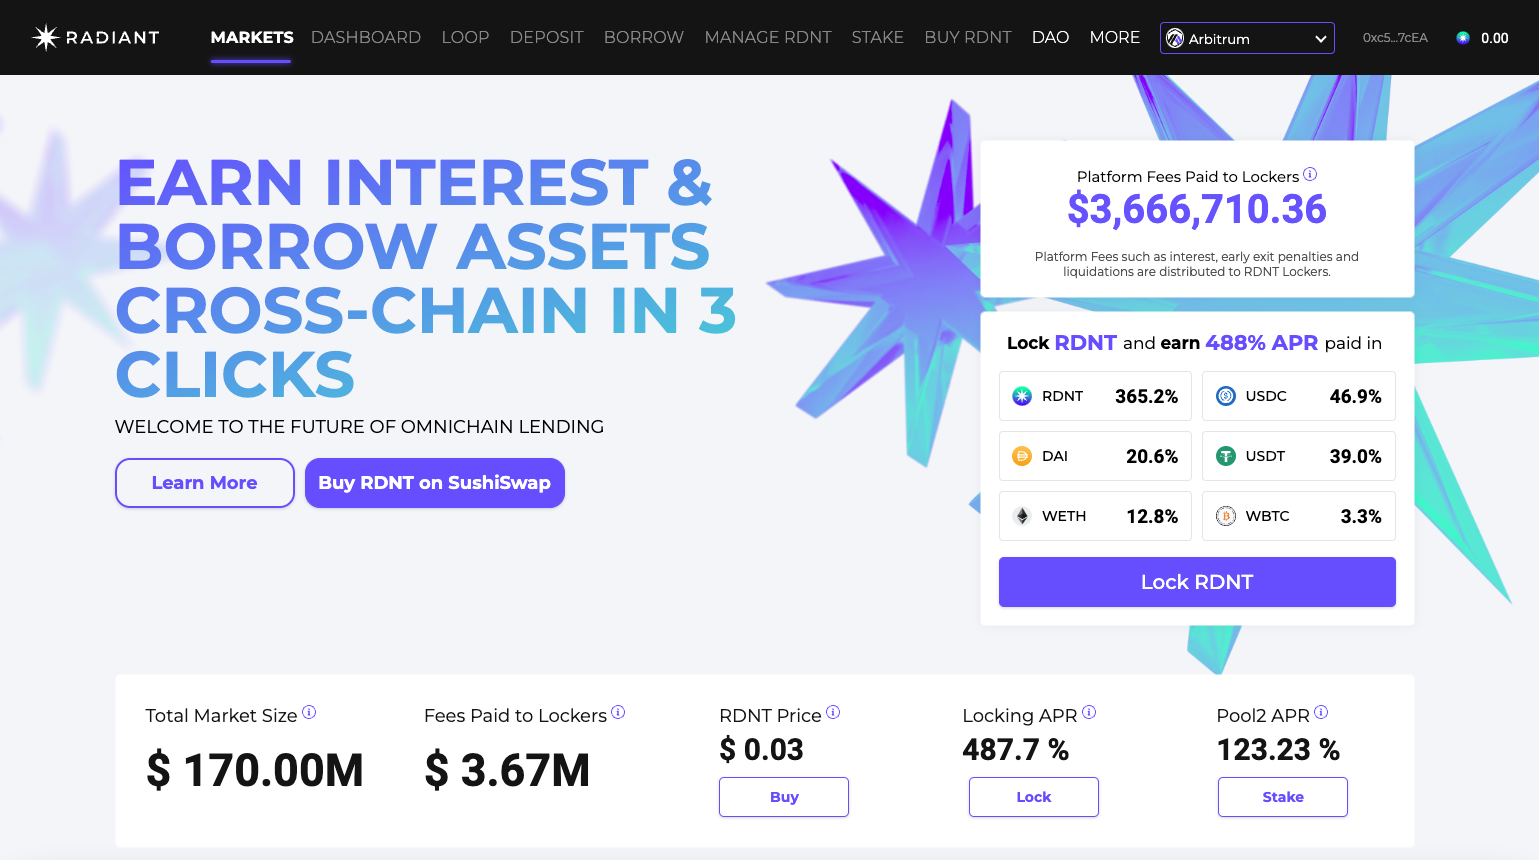 RADIANT
MARKETS DASHBOARD LOOP DEPOSIT BORROW MANAGE RDNT STAKE BUY RDNT DAO MORE Arbitrum 0xc5...7cEA 0.00
EARN INTEREST &
BORROW ASSETS
CROSS-CHAIN IN 3
CLICKS
WELCOME TO THE FUTURE OF OMNICHAIN LENDING
Learn More
Buy RDNT on SushiSwap
Platform Fees Paid to Lockers
$3,666,710.36
Platform Fees such as interest, early exit penalties and
liquidations are distributed to RDNT Lockers.
Lock RDNT and earn 488% APR paid in
RDNT 365.2%
USDC 46.9%
DAI 20.6%
USDT 39.0%
WETH 12.8%
WBTC 3.3%
Lock RDNT
Total Market Size
$ 170.00M
Fees Paid to Lockers
$ 3.67M
RDNT Price
$ 0.03
Buy
Locking APR
487.7 %
Lock
Pool2 APR
123.23 %
Stake